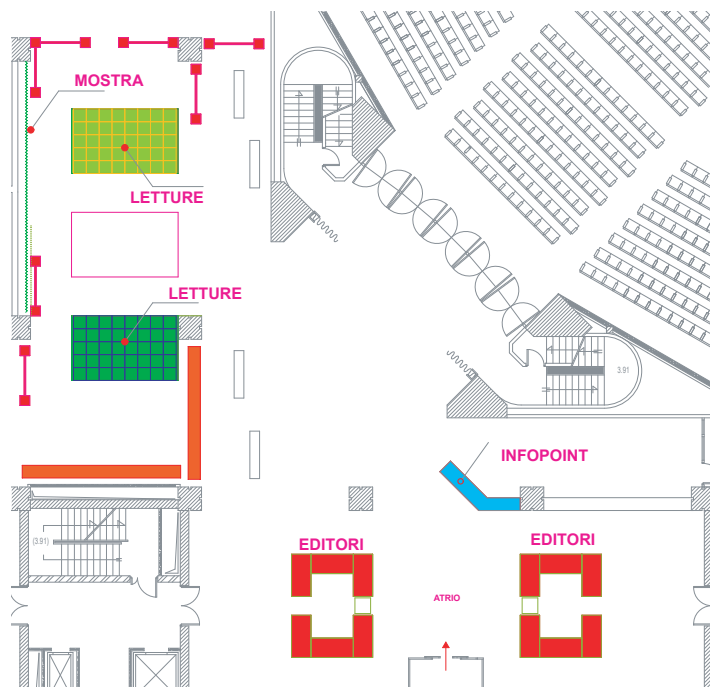 MOSTRA
LETTURE
LETTURE
3.91
INFOPOINT
(3.91)
EDITORI
EDITORI
ATRIO